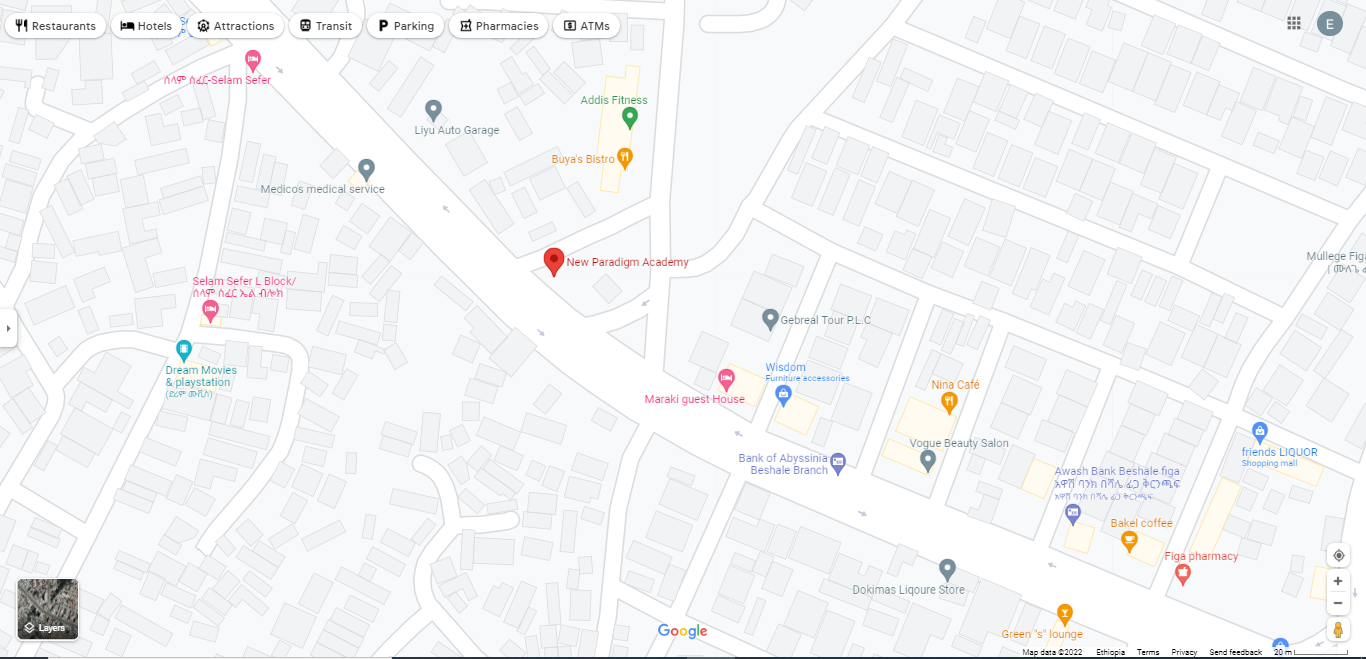 Restaurants
Hotels
Attractions
Transit
Parking
Pharmacies
ATMs
E
ሰላም ሰፈር-Selam Sefer
Addis Fitness
Liyu Auto Garage
Buya's Bistro
Medicos medical service
New Paradigm Academy
Mullege Figa
Selam Sefer L Block/
ሰላም ሰፈር ኤል ብሎክ
Gebreal Tour P.L.C
Dream Movies
& playstation
(ድሪም ሙቪስ)
Wisdom
Furniture accessories
Nina Café
Maraki guest House
Vogue Beauty Salon
friends LIQUOR
Shopping mall
Bank of Abyssinia
Beshale Branch
Awash Bank Beshale figa
አዋሽ ባንክ በሻሌ ፊጋ ቅርንጫፍ
አዋሽ ባንክ በሻሌ ፊጋ ቅርንጫፍ
Bakel coffee
Figa pharmacy
Dokimas Liqoure Store
Green "s" lounge
Layers
Google
Map data ©2022
Ethiopia
Terms
Privacy
Send feedback
20 m